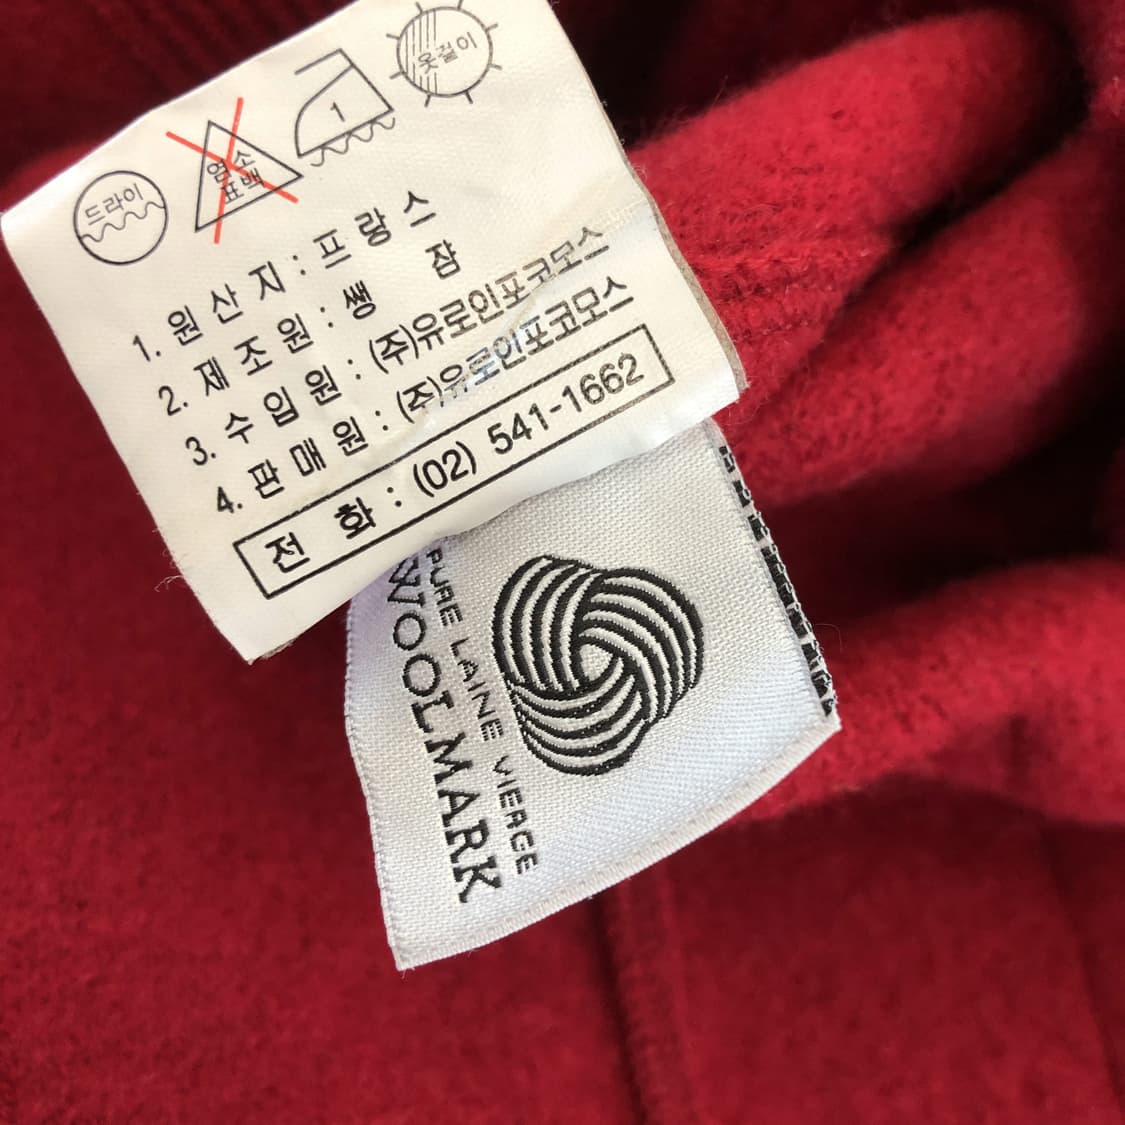 드라이
염소
표백
1
옷걸이
1. 원산지 : 프랑스
2. 제조원 : 쌩 잠
3. 수입원 : (주)유로인포코모스
4. 판매원 : (주)유로인포코모스
전 화 : (02) 541-1662
PURE LAINE VIERGE
WOOLMARK